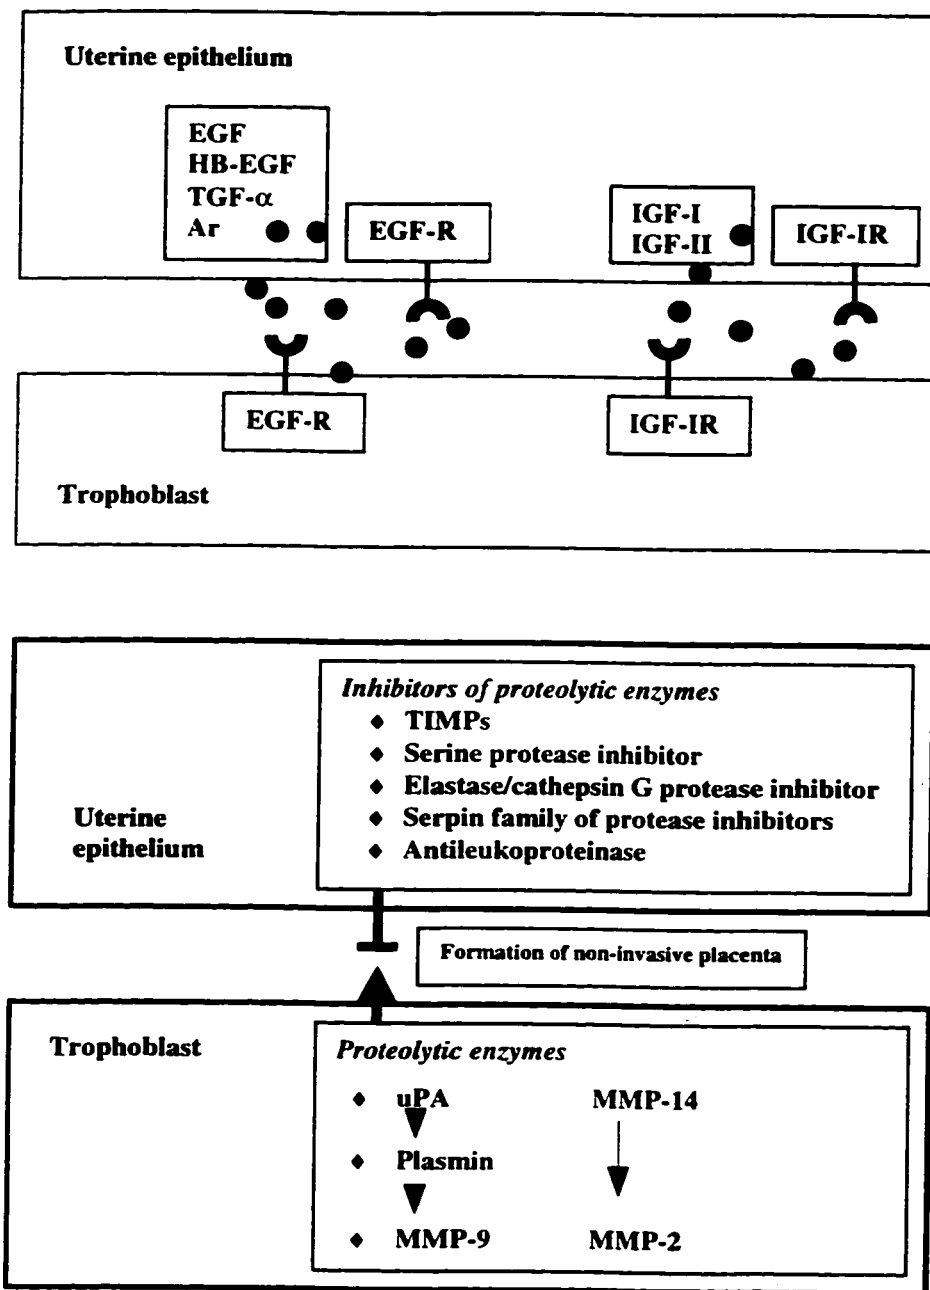 Uterine epithelium
EGF
HB-EGF
TGF-α
Ar
EGF-R
IGF-I
IGF-II
IGF-IR
EGF-R
IGF-IR
Trophoblast
Inhibitors of proteolytic enzymes
♦ TIMPs
♦ Serine protease inhibitor
♦ Elastase/cathepsin G protease inhibitor
♦ Serpin family of protease inhibitors
♦ Antileukoproteinase
Uterine
epithelium
Formation of non-invasive placenta
Trophoblast
Proteolytic enzymes
♦ uPA MMP-14
♦ Plasmin
♦ MMP-9 MMP-2